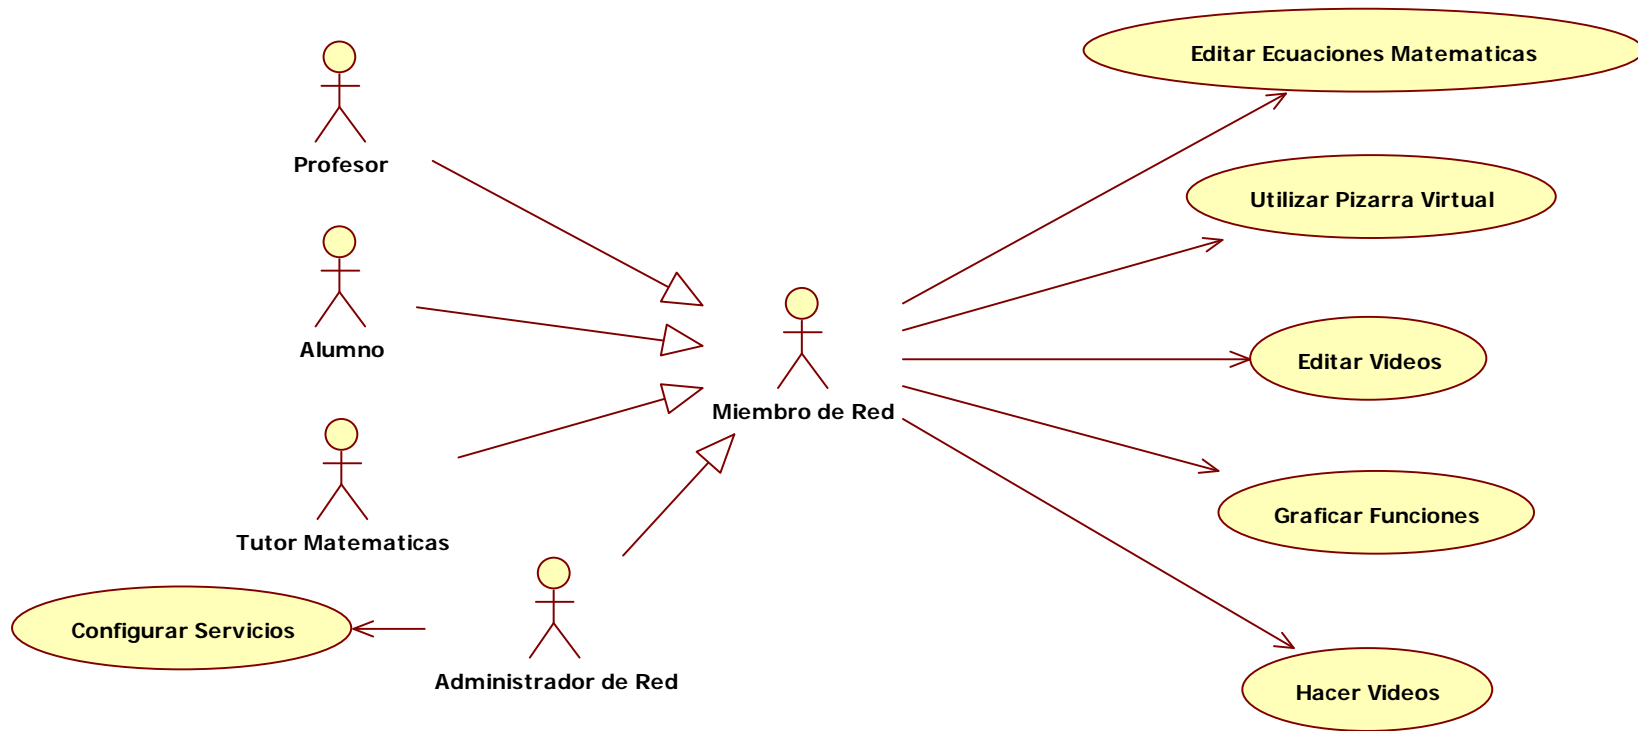 Editar Ecuaciones Matematicas
Profesor
Utilizar Pizarra Virtual
Alumno
Editar Videos
Miembro de Red
Graficar Funciones
Tutor Matematicas
Configurar Servicios
Administrador de Red
Hacer Videos